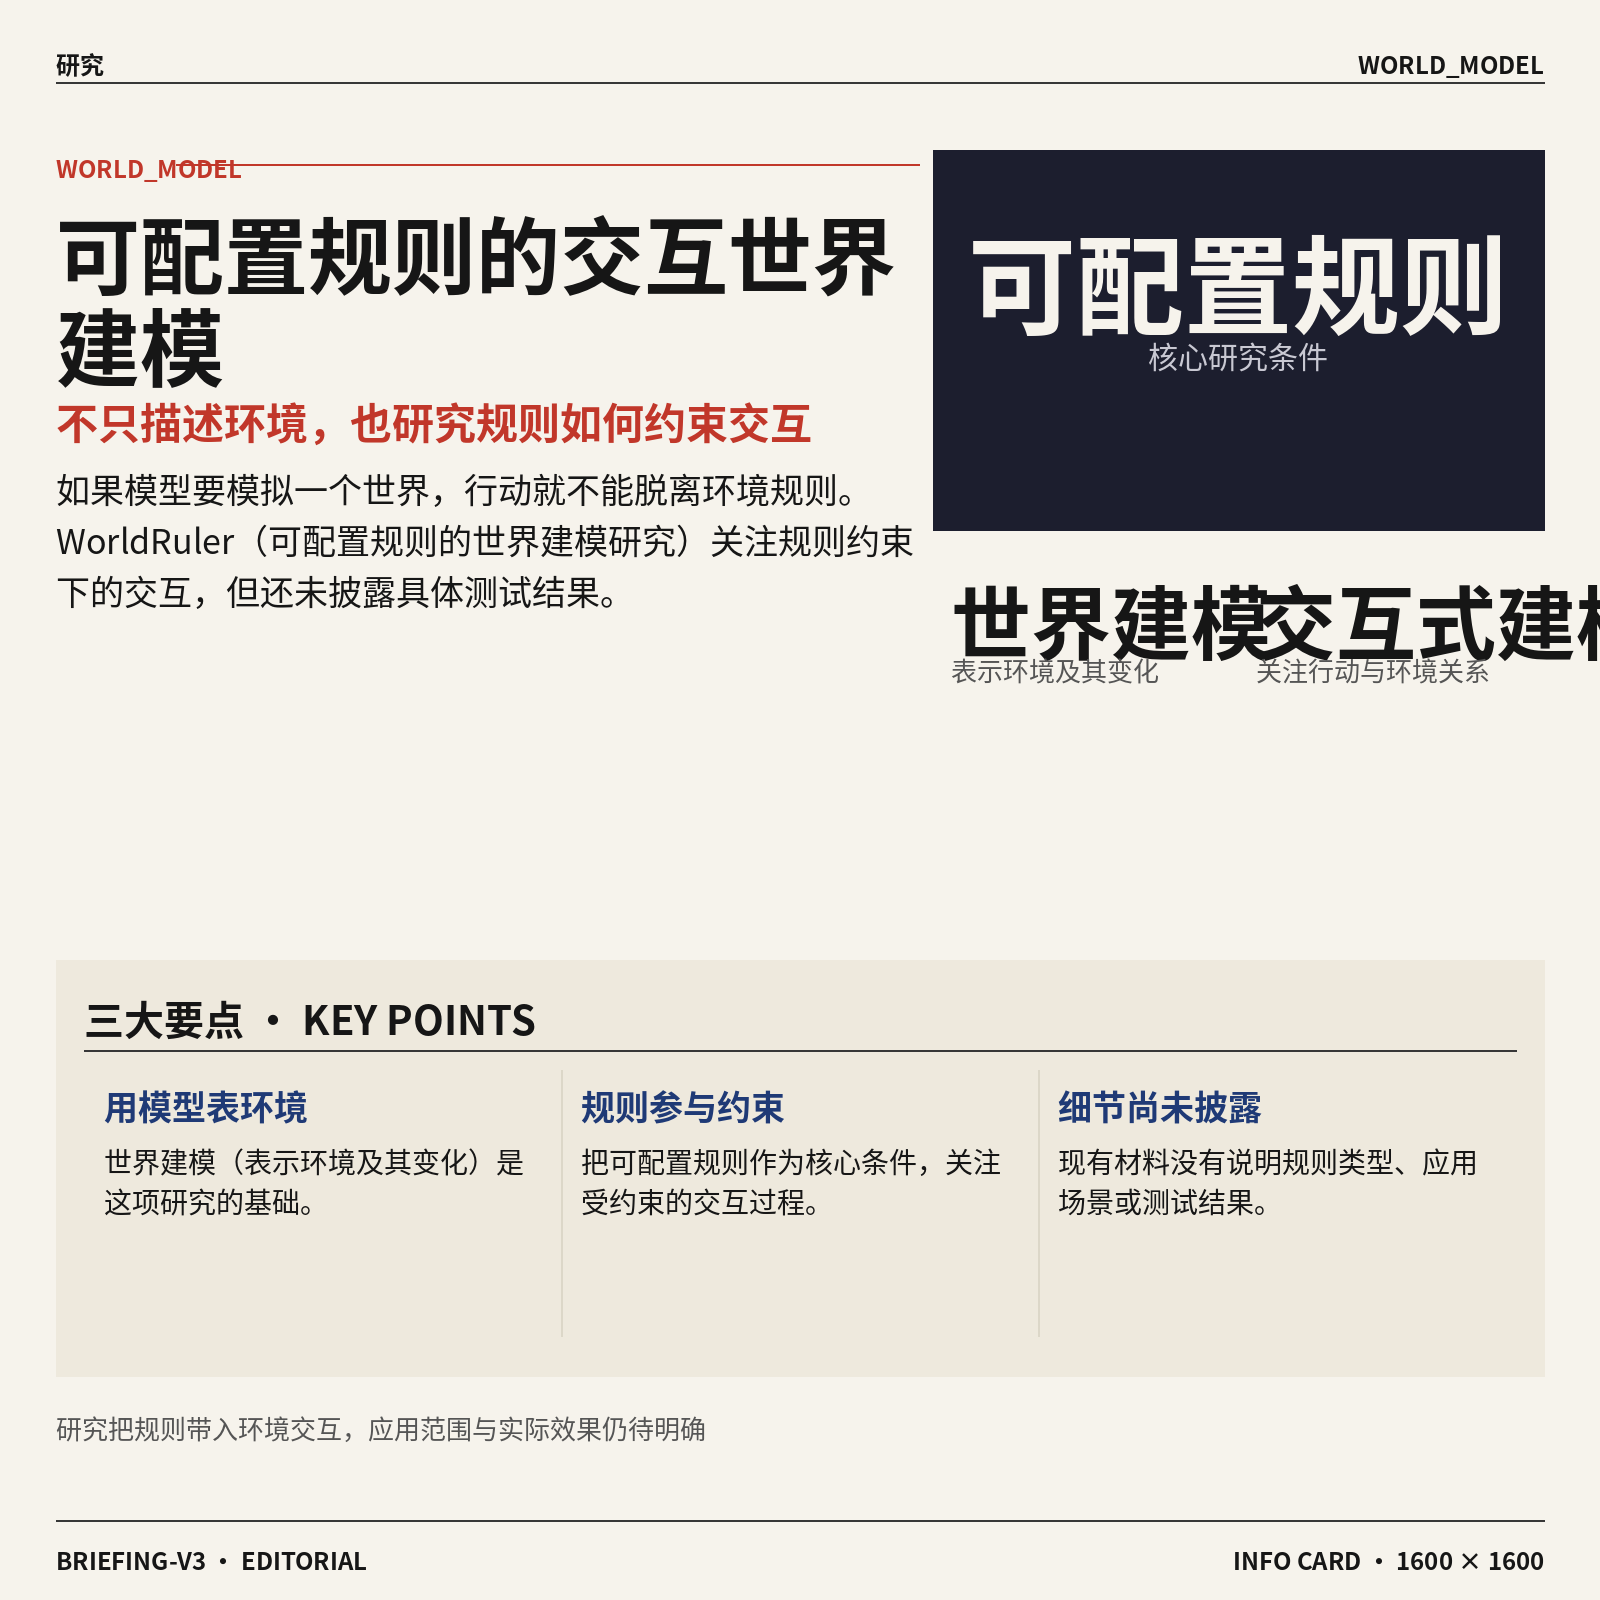 研究
WORLD_MODEL
WORLD_MODEL
可配置规则的交互世界
建模
不只描述环境，也研究规则如何约束交互
如果模型要模拟一个世界，行动就不能脱离环境规则。
WorldRuler（可配置规则的世界建模研究）关注规则约束
下的交互，但还未披露具体测试结果。
可配置规则
核心研究条件
世界建模
表示环境及其变化
交互式建
关注行动与环境关系
三大要点 · KEY POINTS
用模型表环境
世界建模（表示环境及其变化）是
这项研究的基础。
规则参与约束
把可配置规则作为核心条件，关注
受约束的交互过程。
细节尚未披露
现有材料没有说明规则类型、应用
场景或测试结果。
研究把规则带入环境交互，应用范围与实际效果仍待明确
BRIEFING-V3 · EDITORIAL
INFO CARD · 1600 × 1600